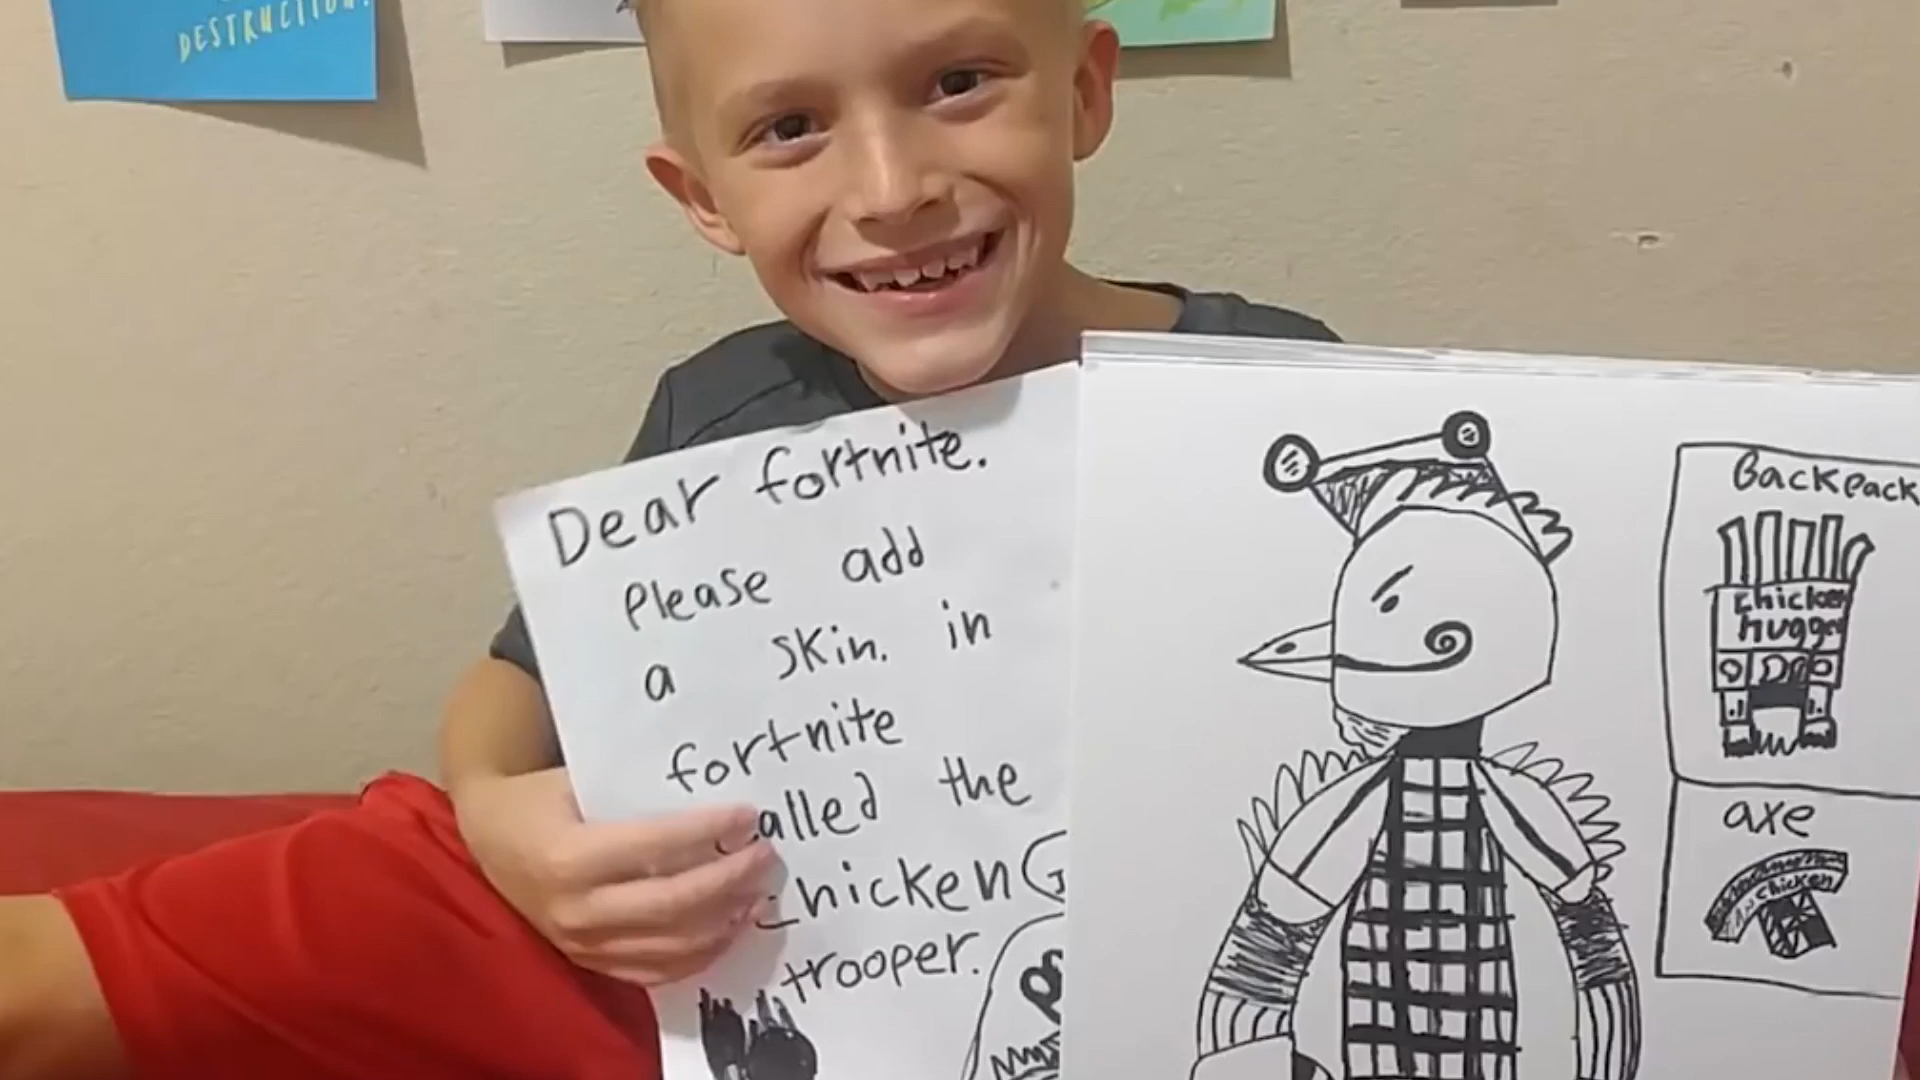 DESTRUCTION!
Dear fortnite.
Please add
a skin. in
fortnite
called the
chicken
trooper.
Backpack
chicken
nugget
axe
chicken